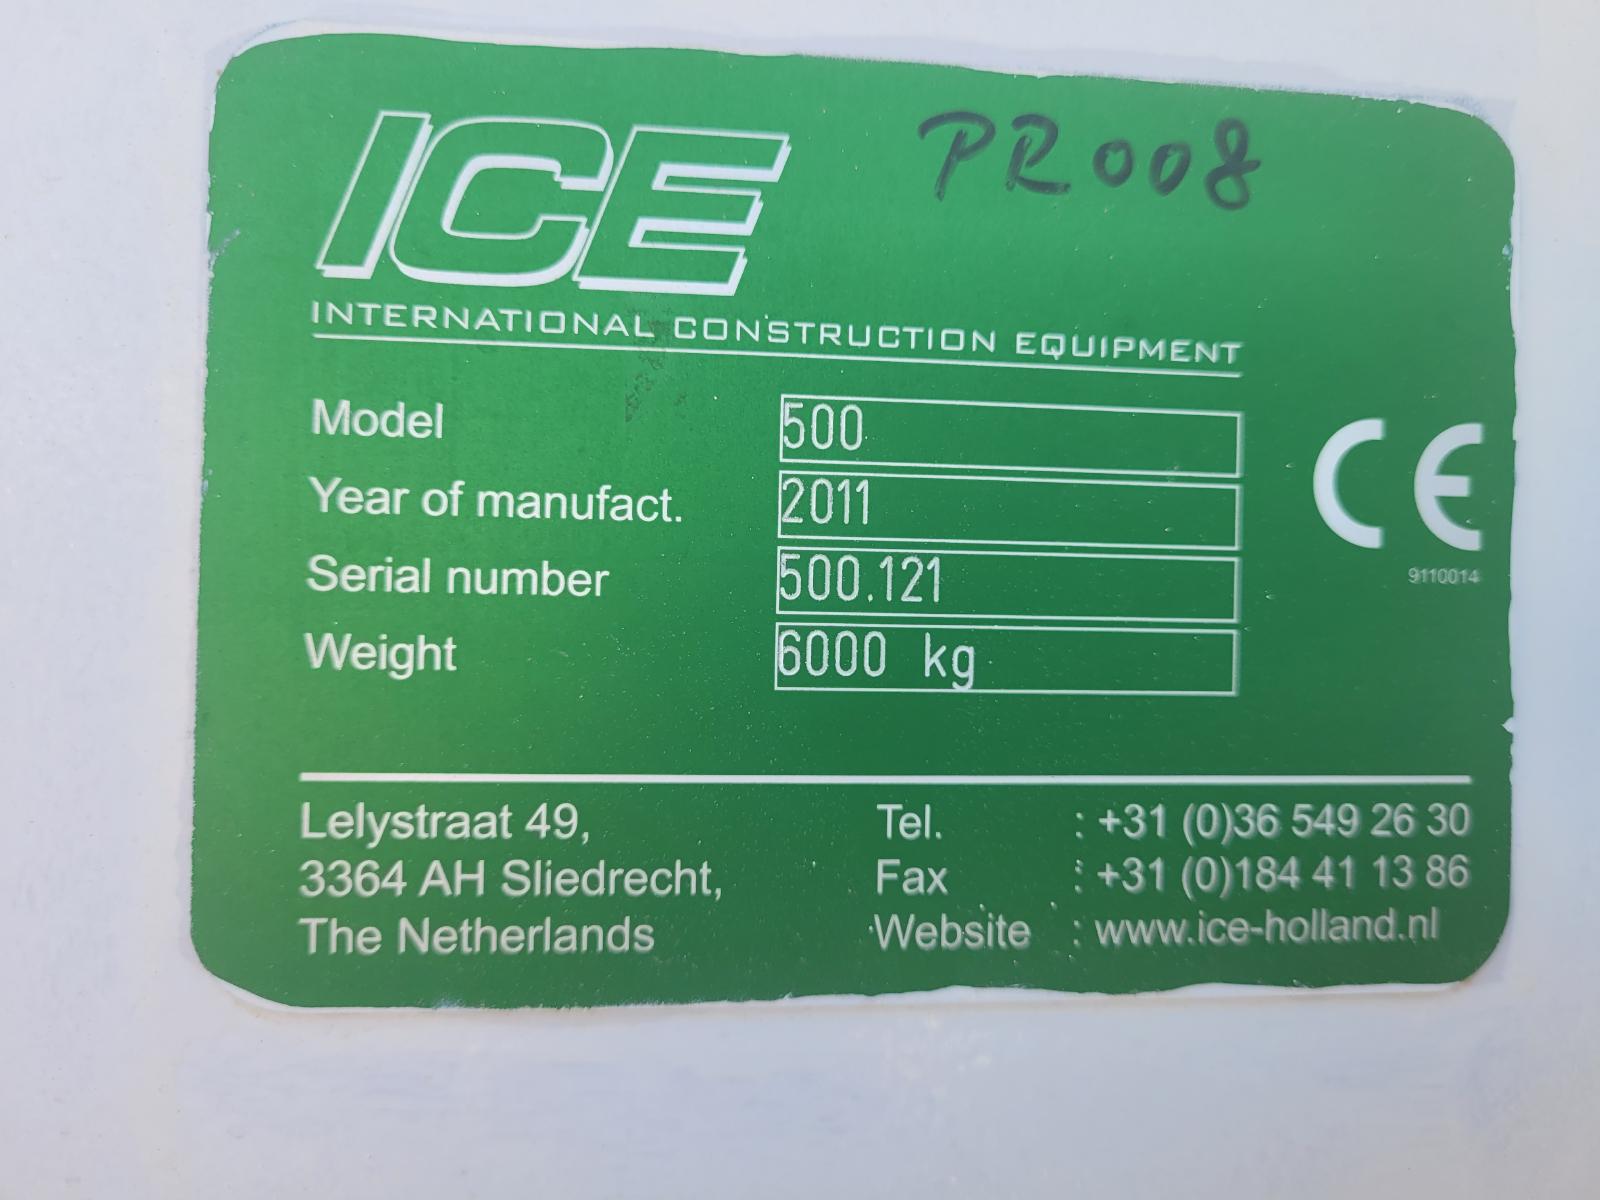 ICE PR008
INTERNATIONAL CONSTRUCTION EQUIPMENT
Model 500
Year of manufact. 2011
Serial number 500.121
Weight 6000 kg
CE
9110014
Lelystraat 49, Tel. : +31 (0)36 549 26 30
3364 AH Sliedrecht, Fax : +31 (0)184 41 13 86
The Netherlands Website : www.ice-holland.nl